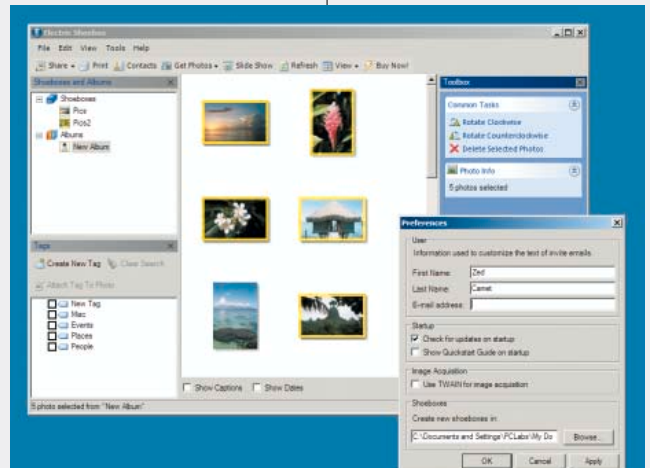 Electric Shoebox
File Edit View Tools Help
Share Print Contacts Get Photos Slide Show Refresh View Buy Now!
Shoeboxes and Albums
Shoeboxes
Pics
Pics2
Albums
New Album
Tags
Create New Tag Clear Search
Attach Tag To Photo
New Tag
Misc
Events
Places
People
Show Captions Show Dates
5 photo selected from "New Album"
Toolbox
Common Tasks
Rotate Clockwise
Rotate Counterclockwise
Delete Selected Photos
Photo Info
5 photos selected
Preferences
User
Information used to customize the text of invite emails.
First Name: Zed
Last Name: Camet
E-mail address:
Startup
Check for updates on startup
Show Quickstart Guide on startup
Image Acquisition
Use TWAIN for image acquisition
Shoeboxes
Create new shoeboxes in:
C:\Documents and Settings\PCLabs\My Do Browse...
OK Cancel Apply